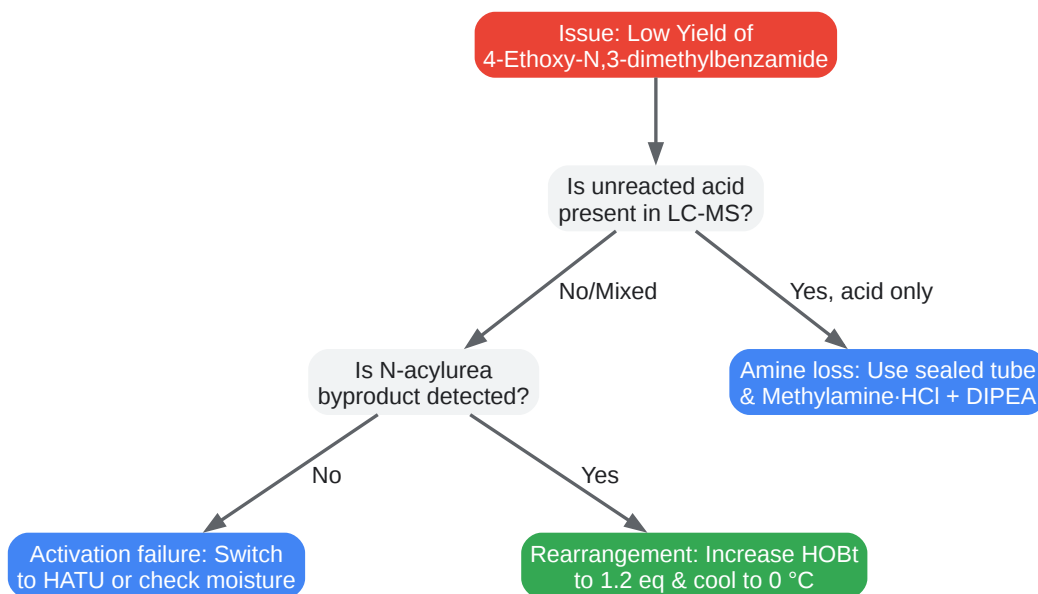 Issue: Low Yield of
4-Ethoxy-N,3-dimethylbenzamide
Is unreacted acid
present in LC-MS?
No/Mixed
Yes, acid only
Is N-acylurea
byproduct detected?
Amine loss: Use sealed tube
& Methylamine·HCl + DIPEA
No
Yes
Activation failure: Switch
to HATU or check moisture
Rearrangement: Increase HOBt
to 1.2 eq & cool to 0 °C